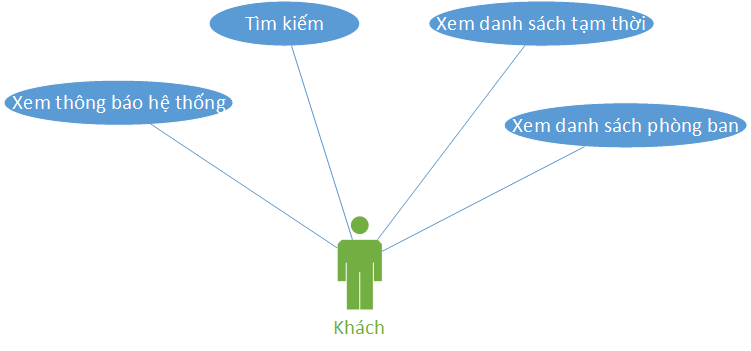 Tìm kiếm
Xem danh sách tạm thời
Xem thông báo hệ thống
Xem danh sách phòng ban
Khách